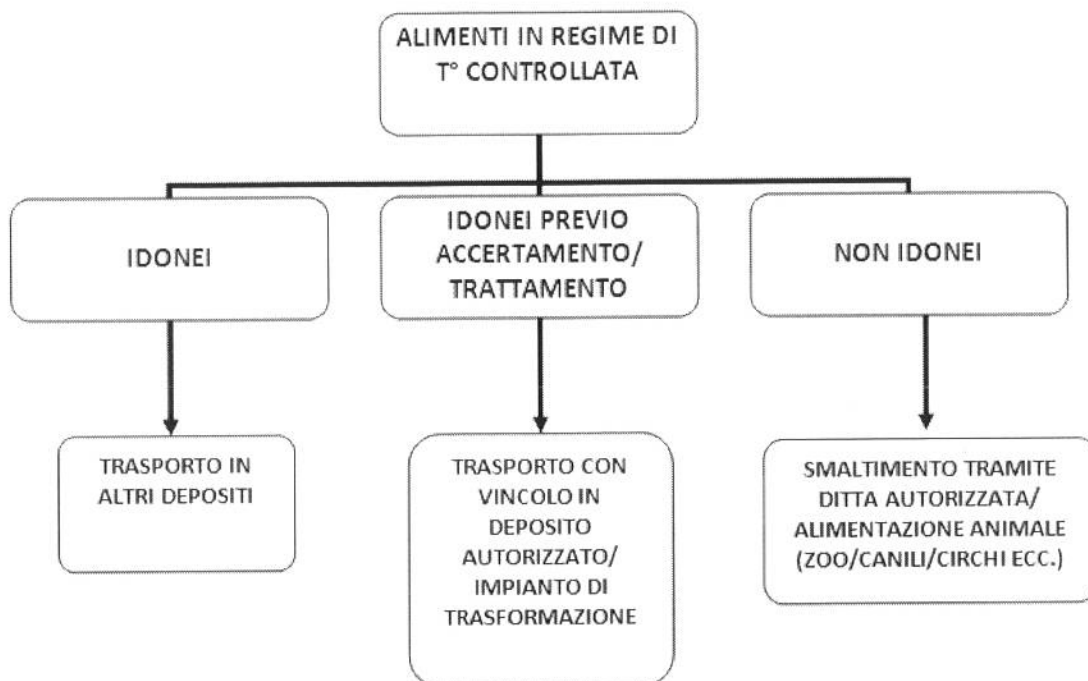 ALIMENTI IN REGIME DI
T° CONTROLLATA
IDONEI
IDONEI PREVIO
ACCERTAMENTO/
TRATTAMENTO
NON IDONEI
TRASPORTO IN
ALTRI DEPOSITI
TRASPORTO CON
VINCOLO IN
DEPOSITO
AUTORIZZATO/
IMPIANTO DI
TRASFORMAZIONE
SMALTIMENTO TRAMITE
DITTA AUTORIZZATA/
ALIMENTAZIONE ANIMALE
(ZOO/CANILI/CIRCHI ECC.)